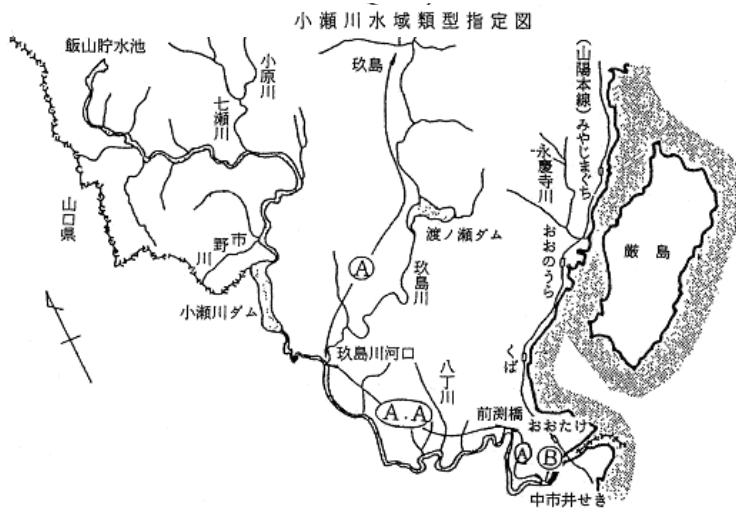 小瀬川水域類型指定図
飯山貯水池
小原川
七瀬川
玖島
(山陽本線)みやじまぐち
永慶寺川
おおのうら
厳島
渡ノ瀬ダム
玖島川
山口県
市野川
小瀬川ダム
A
玖島川河口
八丁川
くば
A.A
前渕橋
おおたけ
A
B
中市井せき